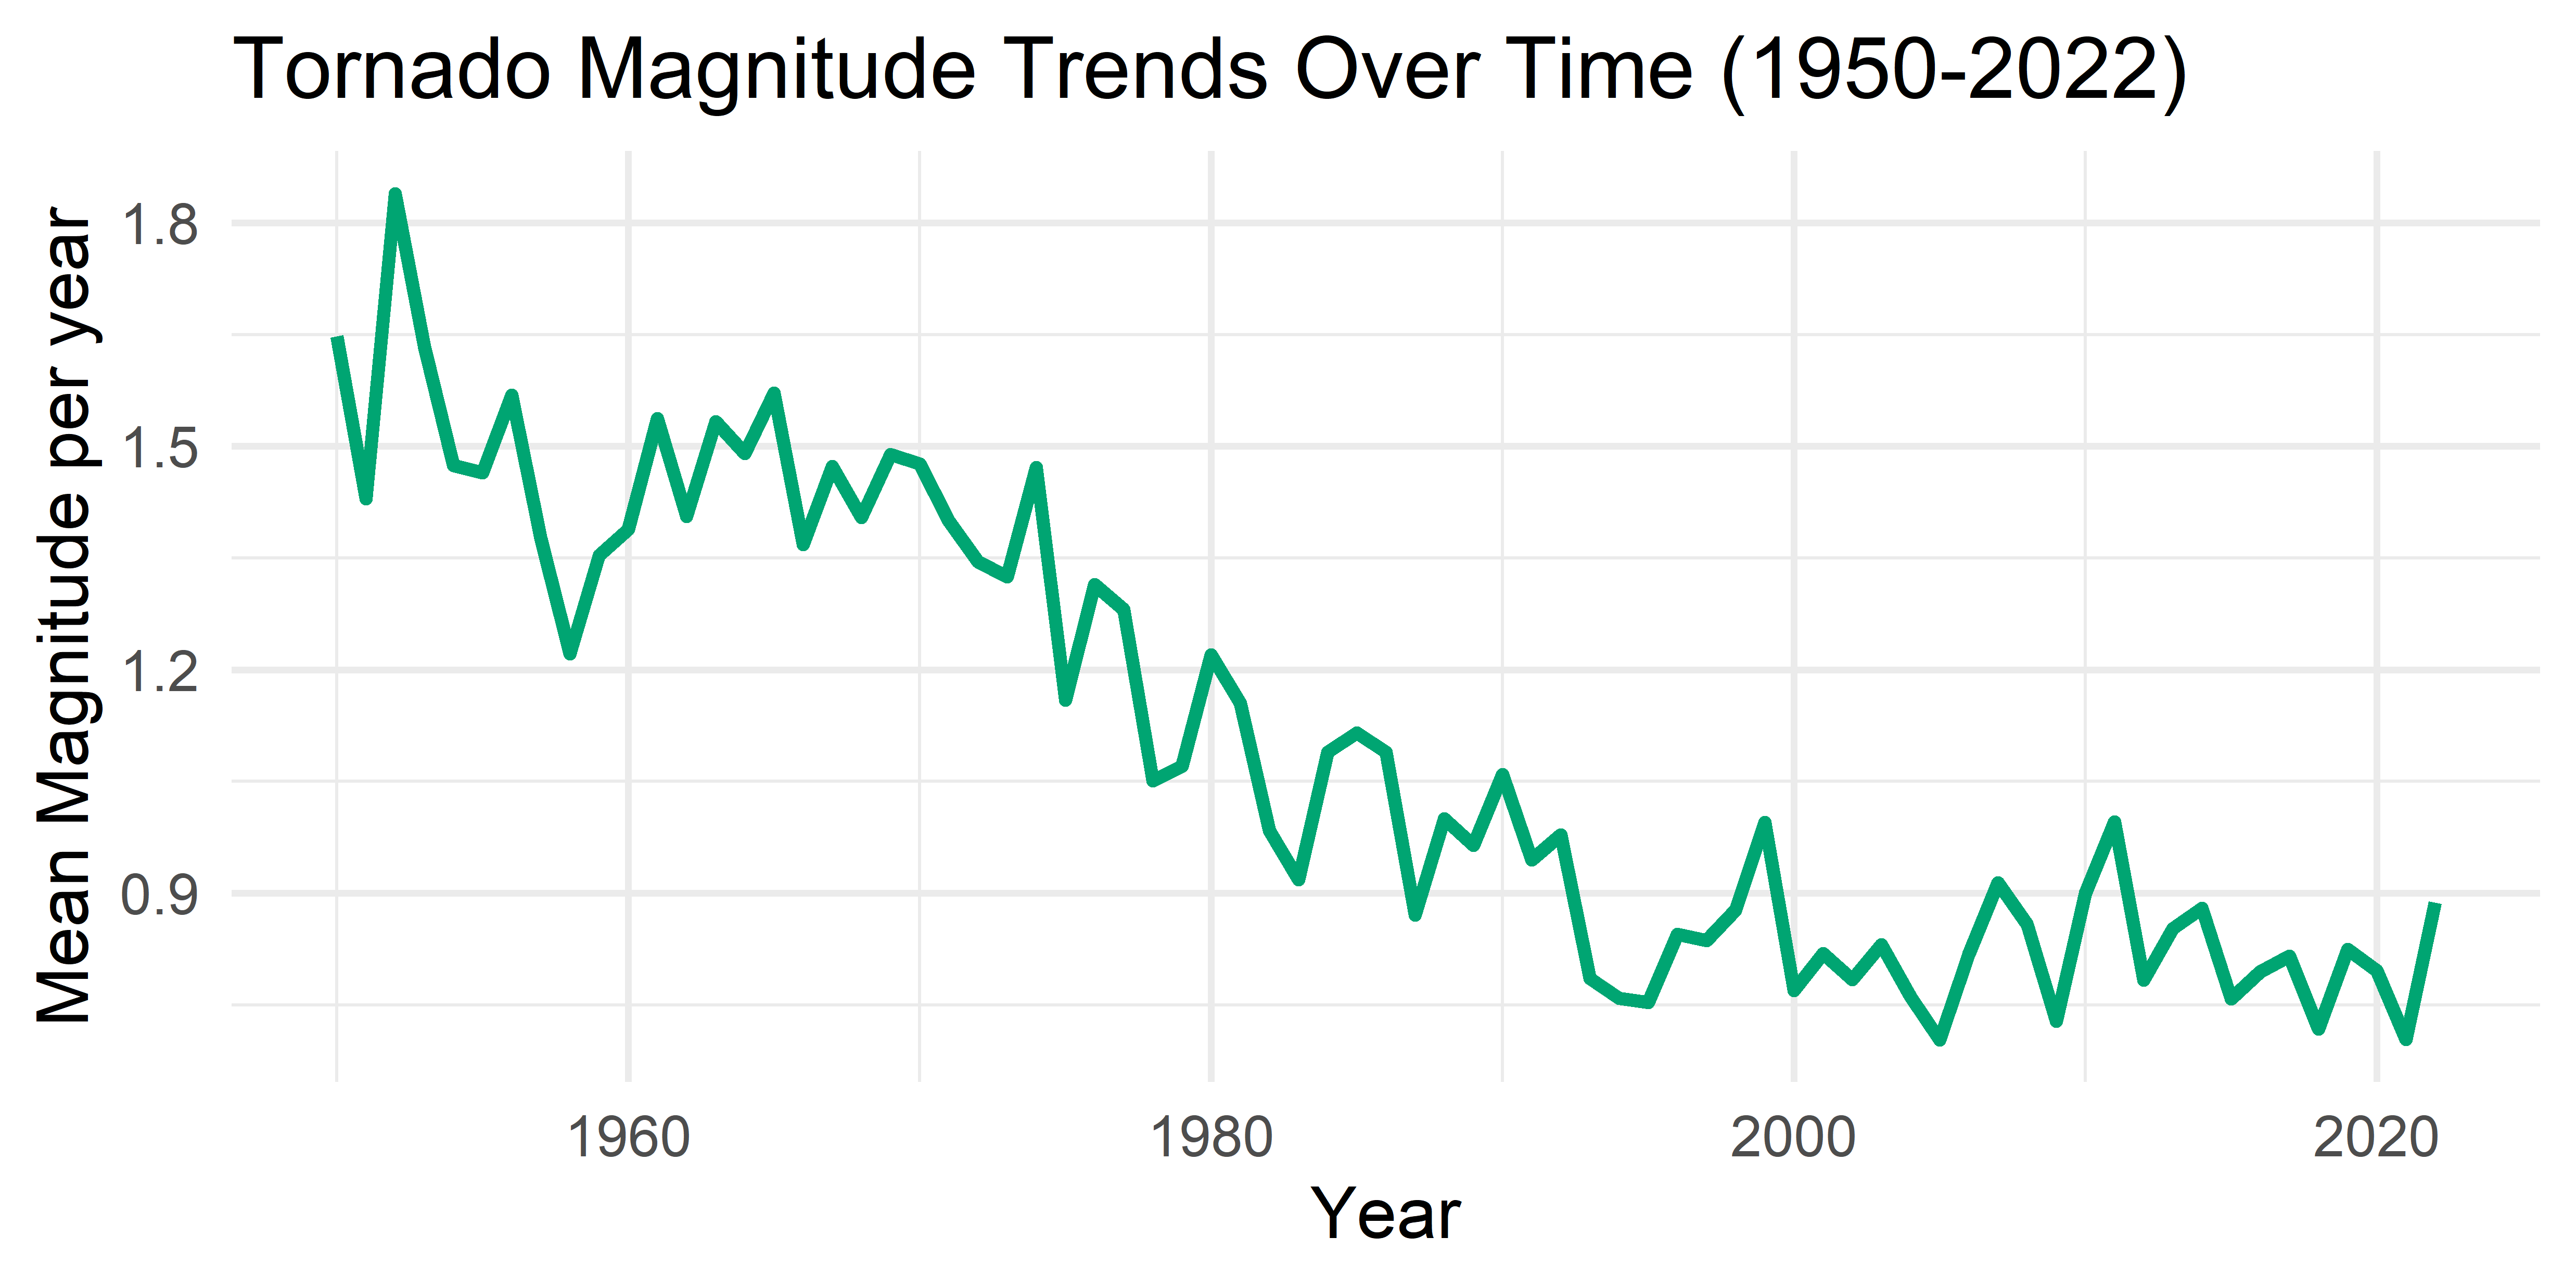 Tornado Magnitude Trends Over Time (1950-2022)
Mean Magnitude per year
1.8
1.5
1.2
0.9
1960
1980
2000
2020
Year